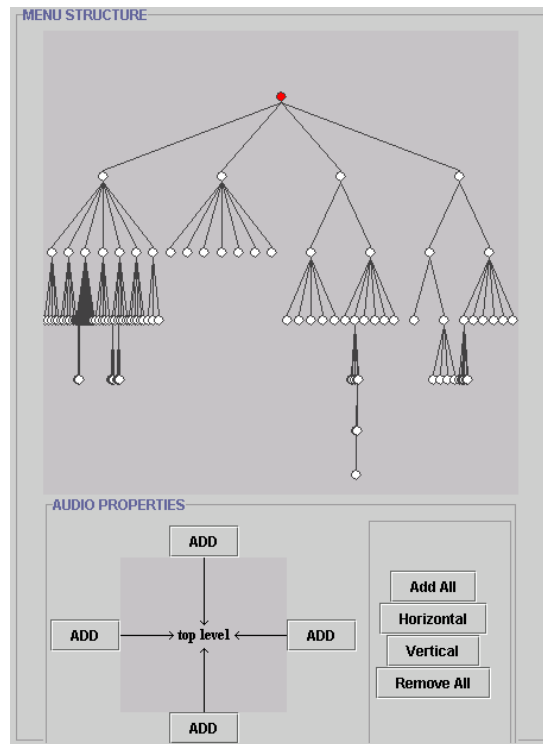 MENU STRUCTURE
AUDIO PROPERTIES
ADD
Add All
Horizontal
ADD
top level
ADD
Vertical
Remove All
ADD